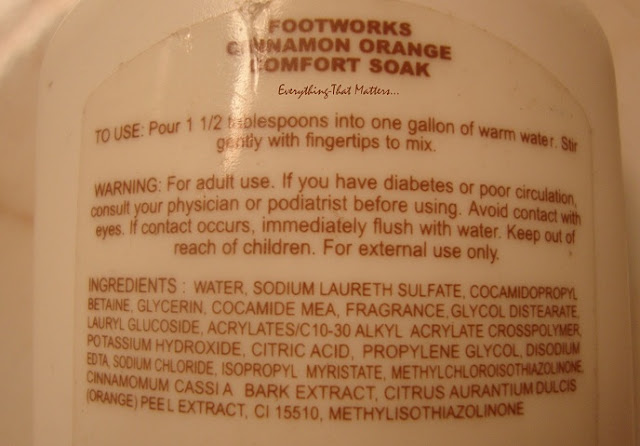 FOOTWORKS
CINNAMON ORANGE
COMFORT SOAK
Everything-That Matters...
TO USE: Pour 1 1/2 tablespoons into one gallon of warm water. Stir
gently with fingertips to mix.
WARNING: For adult use. If you have diabetes or poor circulation,
consult your physician or podiatrist before using. Avoid contact with
eyes. If contact occurs, immediately flush with water. Keep out of
reach of children. For external use only.
INGREDIENTS : WATER, SODIUM LAURETH SULFATE, COCAMIDOPROPYL
BETAINE, GLYCERIN, COCAMIDE MEA, FRAGRANCE, GLYCOL DISTEARATE,
LAURYL GLUCOSIDE, ACRYLATES/C10-30 ALKYL ACRYLATE CROSSPOLYMER,
POTASSIUM HYDROXIDE, CITRIC ACID, PROPYLENE GLYCOL, DISODIUM
EDTA, SODIUM CHLORIDE, ISOPROPYL MYRISTATE, METHYLCHLOROISOTHIAZOLINONE,
CINNAMOMUM CASSIA BARK EXTRACT, CITRUS AURANTIUM DULCIS
(ORANGE) PEEL EXTRACT, CI 15510, METHYLISOTHIAZOLINONE